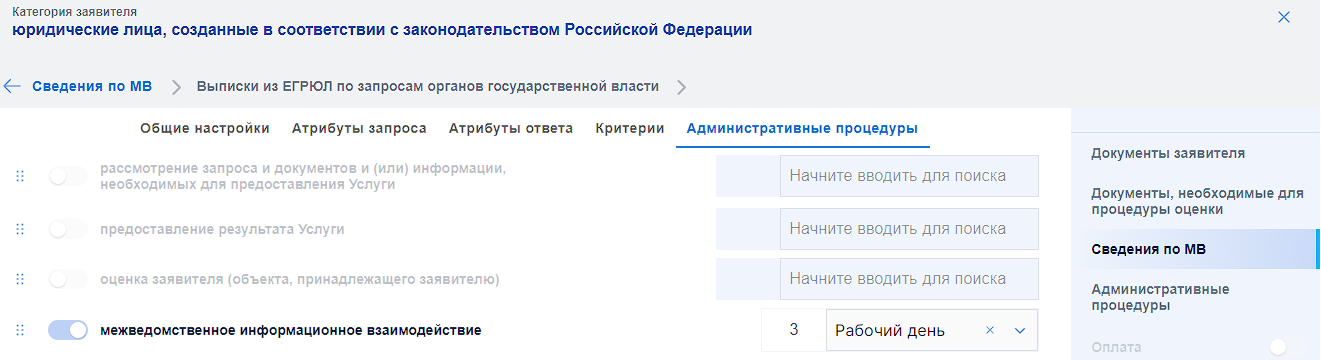 Категория заявителя
юридические лица, созданные в соответствии с законодательством Российской Федерации
Сведения по МВ
Выписки из ЕГРЮЛ по запросам органов государственной власти
Общие настройки
Атрибуты запроса
Атрибуты ответа
Критерии
Административные процедуры
рассмотрение запроса и документов и (или) информации,
необходимых для предоставления Услуги
Начните вводить для поиска
предоставление результата Услуги
Начните вводить для поиска
оценка заявителя (объекта, принадлежащего заявителю)
Начните вводить для поиска
межведомственное информационное взаимодействие
3
Рабочий день
Документы заявителя
Документы, необходимые для
процедуры оценки
Сведения по МВ
Административные
процедуры
Оплата